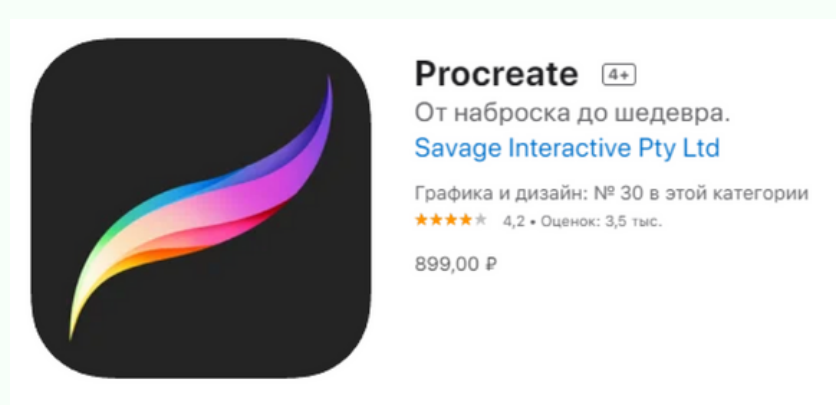 Procreate 4+
От наброска до шедевра.
Savage Interactive Pty Ltd
Графика и дизайн: № 30 в этой категории
4,2 • Оценок: 3,5 тыс.
899,00 ₽